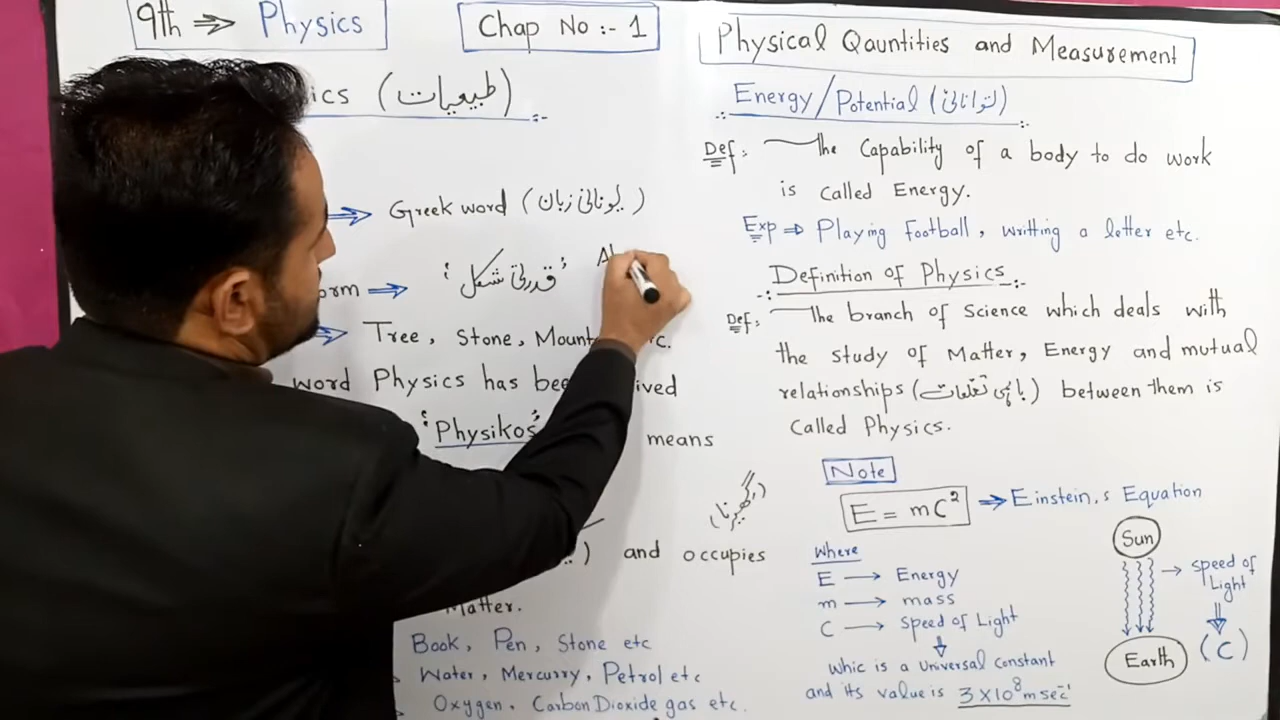 9th ⇒ Physics
Chap No :- 1
ics (طبیعیات) :-
⇒ Greek word (یونانی زبان)
orm ⇒ 'قدرتی شکل'
⇒ Tree, Stone, Mount c.
word Physics has bee ived
'Physikos' means
(گھیرنا)
) and occupies
Matter.
Book, Pen, Stone etc
Water, Mercurry, Petrol etc
Oxygen, Carbon Dioxide gas etc.
Physical Qauntities and Measurement
Energy/Potential (توانائی)
Def: The Capability of a body to do work
is called Energy.
Exp ⇒ Playing Football, writting a letter etc.
Definition of Physics
Def: The branch of Science which deals with
the study of Matter, Energy and mutual
relationships (باہمی تعلقات) between them is
Called Physics.
Note
E = mC² ⇒ Einstein,s Equation
Where
E → Energy
m → mass
C → Speed of Light
whic is a universal constant
and its value is 3×10⁸ m sec⁻¹
Sun
→ Speed of
Light
(C)
Earth